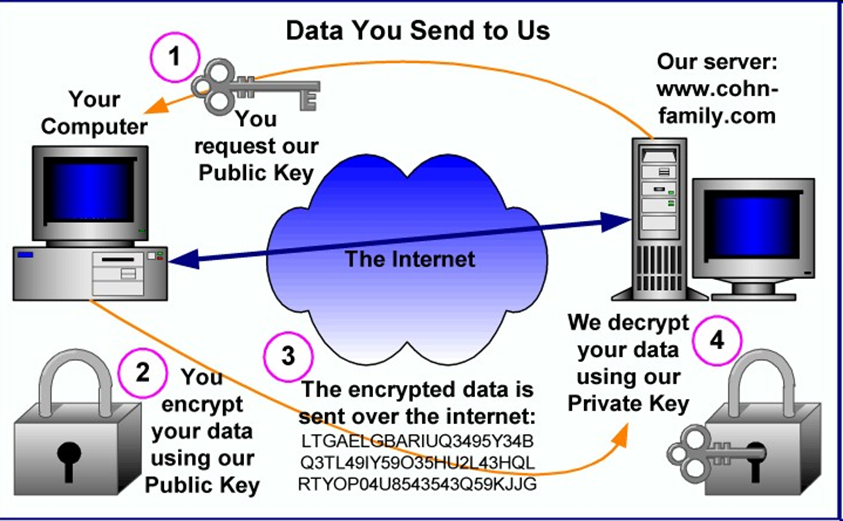 Data You Send to Us
1
Your
Computer
You
request our
Public Key
Our server:
www.cohn-
family.com
The Internet
2
You
encrypt
your data
using our
Public Key
3
The encrypted data is
sent over the internet:
LTGAELGBARIUQ3495Y34B
Q3TL49IY59O35HU2L43HQL
RTYOP04U8543543Q59KJJG
We decrypt
your data
using our
Private Key
4